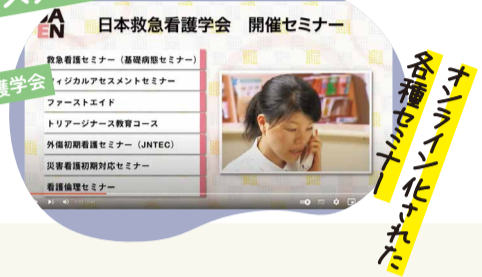 日本救急看護学会　開催セミナー
救急看護セミナー（基礎病態セミナー）
フィジカルアセスメントセミナー
ファーストエイド
トリアージナース教育コース
外傷初期看護セミナー（JNTEC）
災害看護初期対応セミナー
看護倫理セミナー
護学会
EN
オンライン化された
各種セミナー